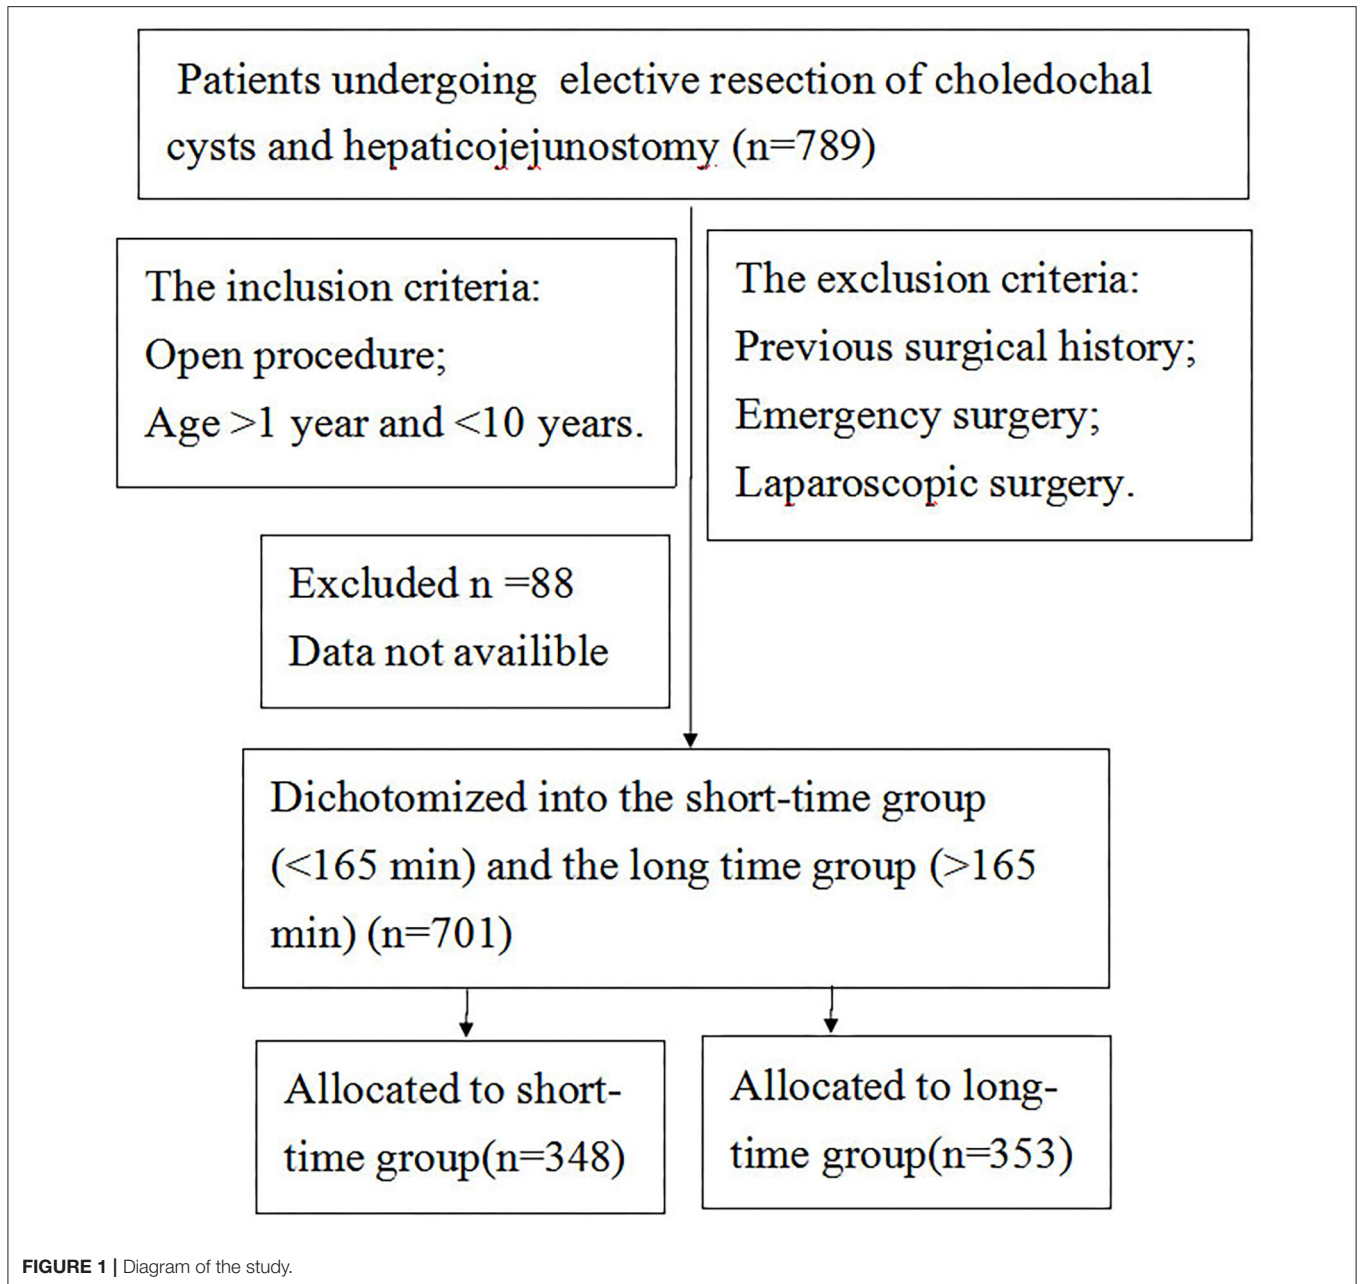 Patients undergoing elective resection of choledochal
cysts and hepaticojejunostomy (n=789)
The inclusion criteria:
Open procedure;
Age >1 year and <10 years.
The exclusion criteria:
Previous surgical history;
Emergency surgery;
Laparoscopic surgery.
Excluded n =88
Data not availible
Dichotomized into the short-time group
(<165 min) and the long time group (>165
min) (n=701)
Allocated to short-
time group(n=348)
Allocated to long-
time group(n=353)
FIGURE 1 | Diagram of the study.